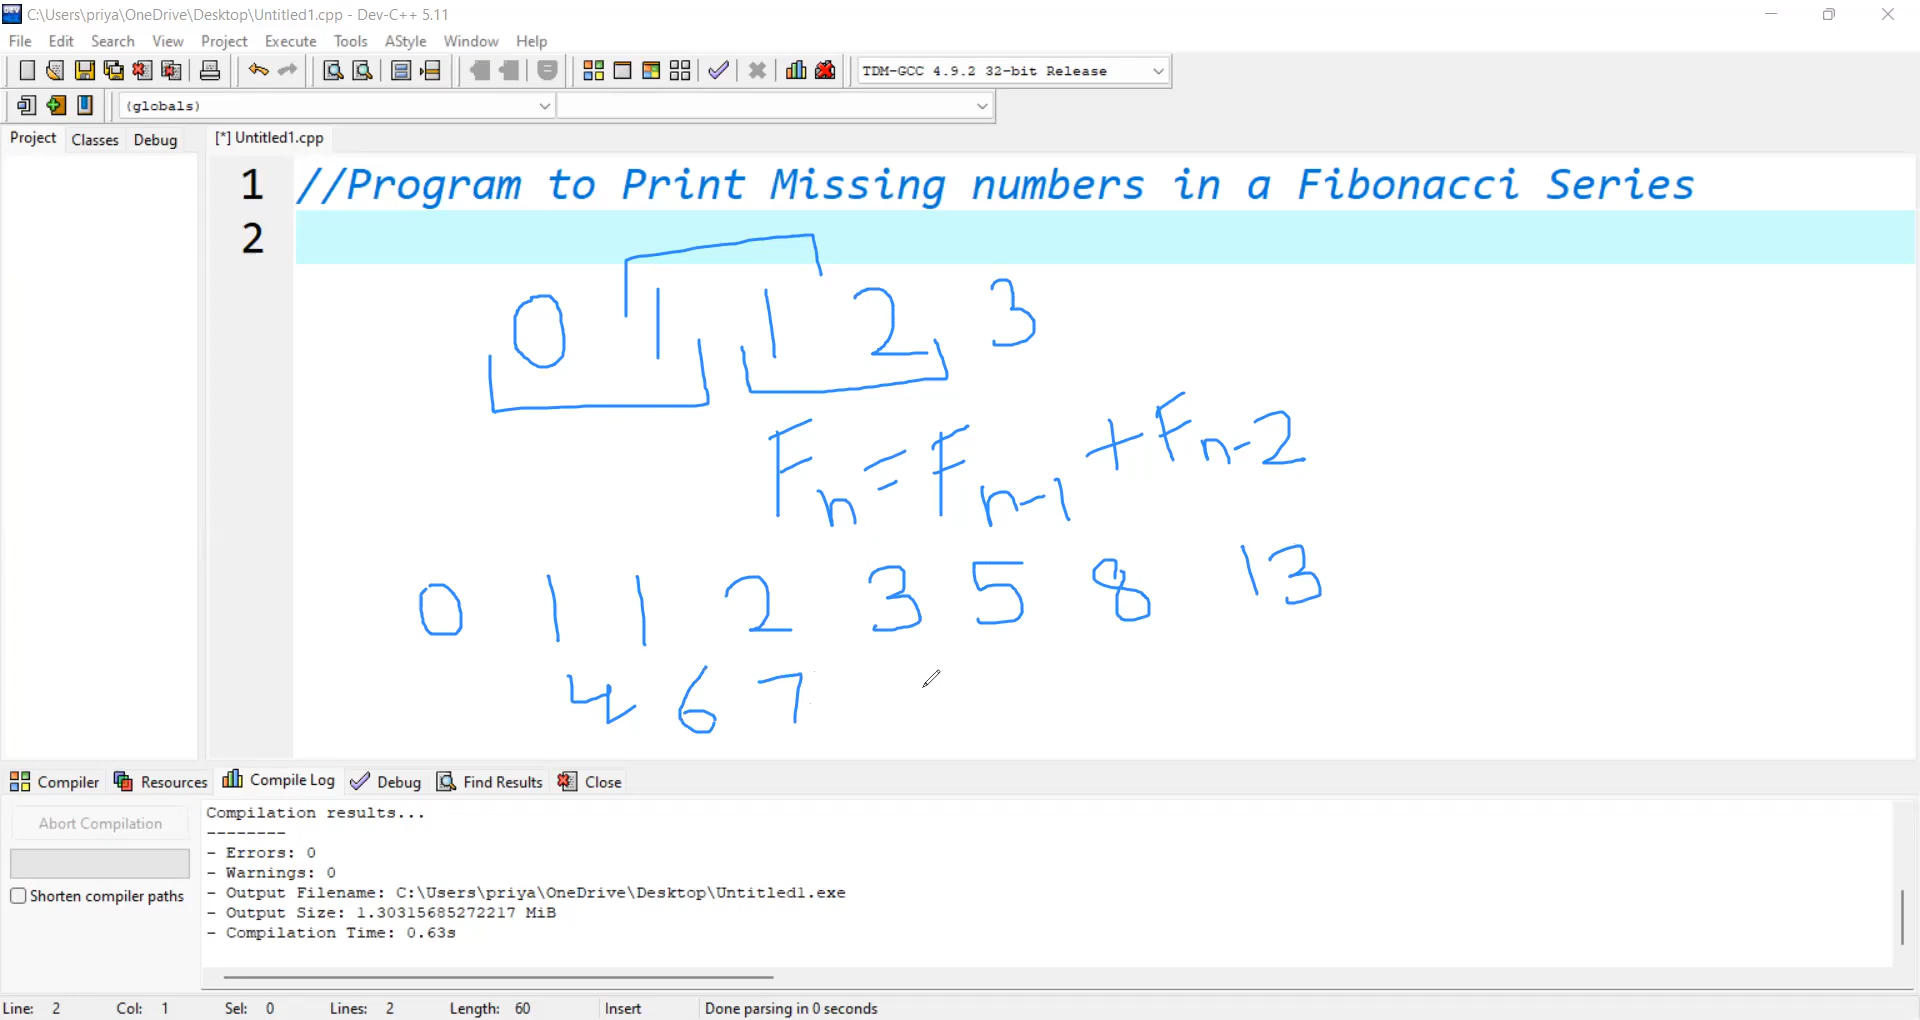 C:\Users\priya\OneDrive\Desktop\Untitled1.cpp - Dev-C++ 5.11
File Edit Search View Project Execute Tools AStyle Window Help
TDM-GCC 4.9.2 32-bit Release
(globals)
Project Classes Debug [*] Untitled1.cpp
1 //Program to Print Missing numbers in a Fibonacci Series
2
0 1 1 2 3
Fn = Fn-1 + Fn-2
0 1 1 2 3 5 8 13
4 6 7
Compiler Resources Compile Log Debug Find Results Close
Abort Compilation
Shorten compiler paths
Compilation results...
--------
- Errors: 0
- Warnings: 0
- Output Filename: C:\Users\priya\OneDrive\Desktop\Untitled1.exe
- Output Size: 1.30315685272217 MiB
- Compilation Time: 0.63s
Line: 2 Col: 1 Sel: 0 Lines: 2 Length: 60 Insert Done parsing in 0 seconds